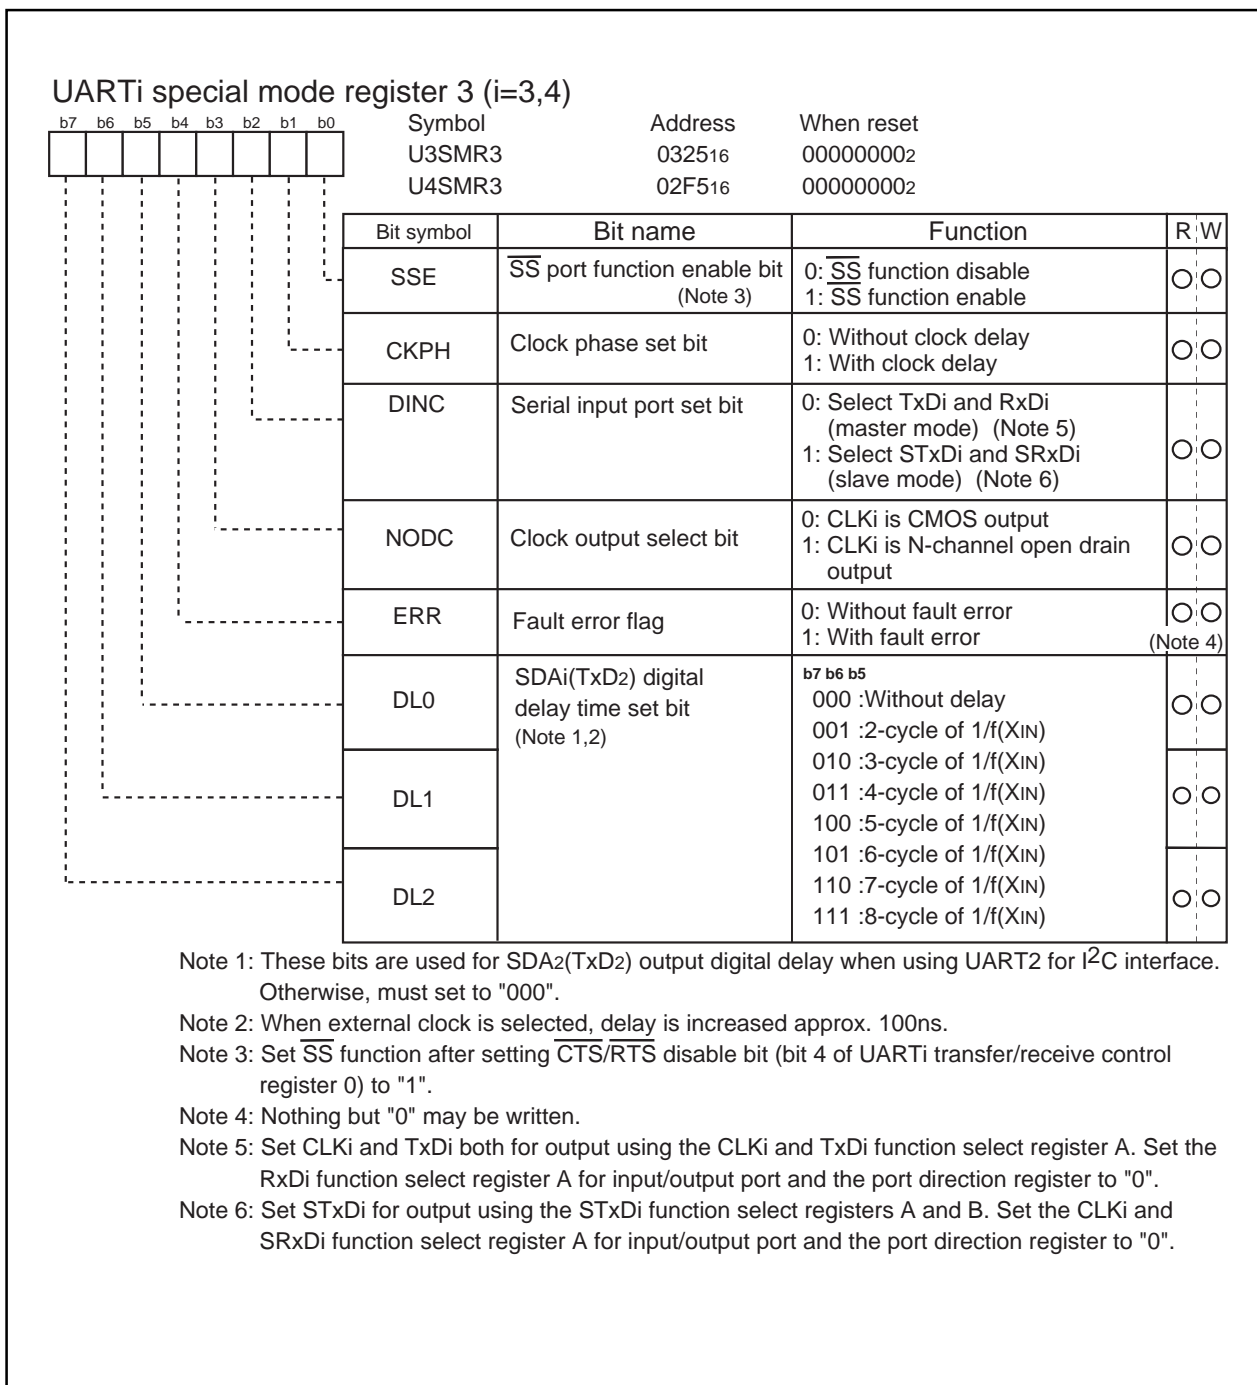 UARTi special mode register 3 (i=3,4)
b7 b6 b5 b4 b3 b2 b1 b0
Symbol Address When reset
U3SMR3 032516 000000002
U4SMR3 02F516 000000002
Bit symbol Bit name Function R W
SSE SS port function enable bit (Note 3)
0: SS function disable
1: SS function enable
CKPH Clock phase set bit
0: Without clock delay
1: With clock delay
DINC Serial input port set bit
0: Select TxDi and RxDi
(master mode) (Note 5)
1: Select STxDi and SRxDi
(slave mode) (Note 6)
NODC Clock output select bit
0: CLKi is CMOS output
1: CLKi is N-channel open drain
output
ERR Fault error flag
0: Without fault error
1: With fault error
(Note 4)
DL0
DL1
DL2
SDAi(TxD2) digital
delay time set bit
(Note 1,2)
b7 b6 b5
000 :Without delay
001 :2-cycle of 1/f(XIN)
010 :3-cycle of 1/f(XIN)
011 :4-cycle of 1/f(XIN)
100 :5-cycle of 1/f(XIN)
101 :6-cycle of 1/f(XIN)
110 :7-cycle of 1/f(XIN)
111 :8-cycle of 1/f(XIN)
Note 1: These bits are used for SDA2(TxD2) output digital delay when using UART2 for I2C interface.
Otherwise, must set to "000".
Note 2: When external clock is selected, delay is increased approx. 100ns.
Note 3: Set SS function after setting CTS/RTS disable bit (bit 4 of UARTi transfer/receive control
register 0) to "1".
Note 4: Nothing but "0" may be written.
Note 5: Set CLKi and TxDi both for output using the CLKi and TxDi function select register A. Set the
RxDi function select register A for input/output port and the port direction register to "0".
Note 6: Set STxDi for output using the STxDi function select registers A and B. Set the CLKi and
SRxDi function select register A for input/output port and the port direction register to "0".